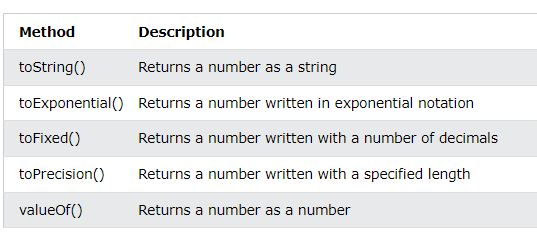 Method Description
toString() Returns a number as a string
toExponential() Returns a number written in exponential notation
toFixed() Returns a number written with a number of decimals
toPrecision() Returns a number written with a specified length
valueOf() Returns a number as a number